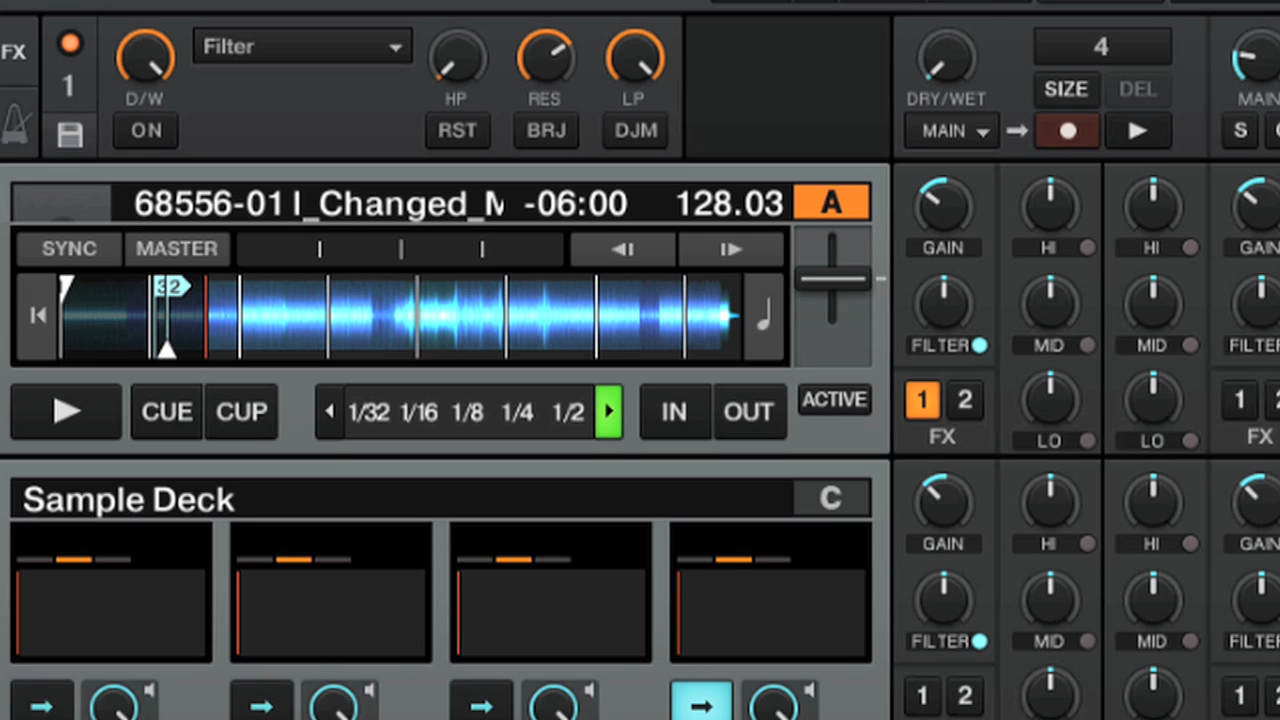 FX
1
Filter
D/W
HP
RES
LP
ON
RST
BRJ
DJM
DRY/WET
4
SIZE
DEL
MAIN
MAIN
S
68556-01 I_Changed_M
-06:00
128.03
A
SYNC
MASTER
32
CUE
CUP
1/32
1/16
1/8
1/4
1/2
IN
OUT
ACTIVE
GAIN
HI
HI
GAIN
FILTER
MID
MID
FILTER
1
2
LO
LO
1
2
FX
FX
Sample Deck
C
GAIN
HI
HI
GAIN
FILTER
MID
MID
FILTER
1
2
1
2